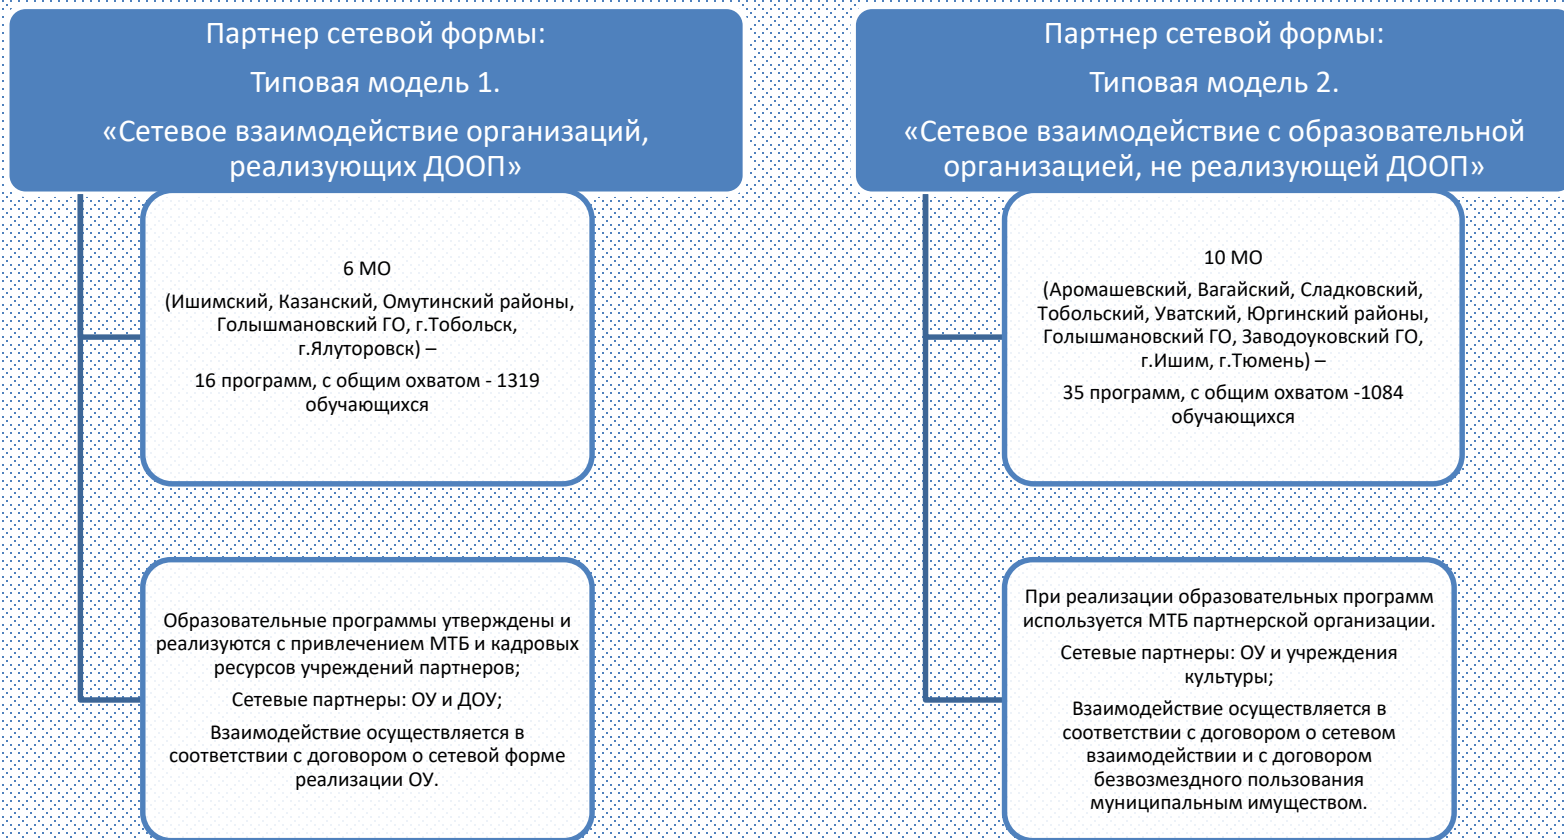 Партнер сетевой формы:
Типовая модель 1.
«Сетевое взаимодействие организаций,
реализующих ДООП»
6 МО
(Ишимский, Казанский, Омутинский районы,
Голышмановский ГО, г.Тобольск,
г.Ялуторовск) –
16 программ, с общим охватом - 1319
обучающихся
Образовательные программы утверждены и
реализуются с привлечением МТБ и кадровых
ресурсов учреждений партнеров;
Сетевые партнеры: ОУ и ДОУ;
Взаимодействие осуществляется в
соответствии с договором о сетевой форме
реализации ОУ.
Партнер сетевой формы:
Типовая модель 2.
«Сетевое взаимодействие с образовательной
организацией, не реализующей ДООП»
10 МО
(Аромашевский, Вагайский, Сладковский,
Тобольский, Уватский, Юргинский районы,
Голышмановский ГО, Заводоуковский ГО,
г.Ишим, г.Тюмень) –
35 программ, с общим охватом -1084
обучающихся
При реализации образовательных программ
используется МТБ партнерской организации.
Сетевые партнеры: ОУ и учреждения
культуры;
Взаимодействие осуществляется в
соответствии с договором о сетевом
взаимодействии и с договором
безвозмездного пользования
муниципальным имуществом.